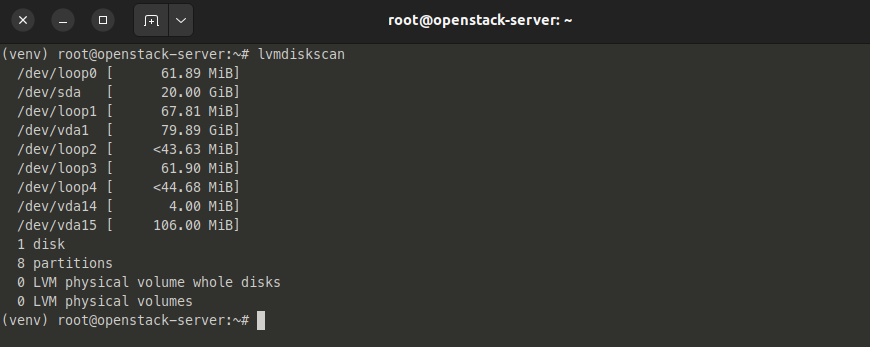 root@openstack-server: ~
(venv) root@openstack-server:~# lvmdiskscan
  /dev/loop0 [      61.89 MiB]
  /dev/sda   [      20.00 GiB]
  /dev/loop1 [      67.81 MiB]
  /dev/vda1  [      79.89 GiB]
  /dev/loop2 [     <43.63 MiB]
  /dev/loop3 [      61.90 MiB]
  /dev/loop4 [     <44.68 MiB]
  /dev/vda14 [       4.00 MiB]
  /dev/vda15 [     106.00 MiB]
  1 disk
  8 partitions
  0 LVM physical volume whole disks
  0 LVM physical volumes
(venv) root@openstack-server:~#